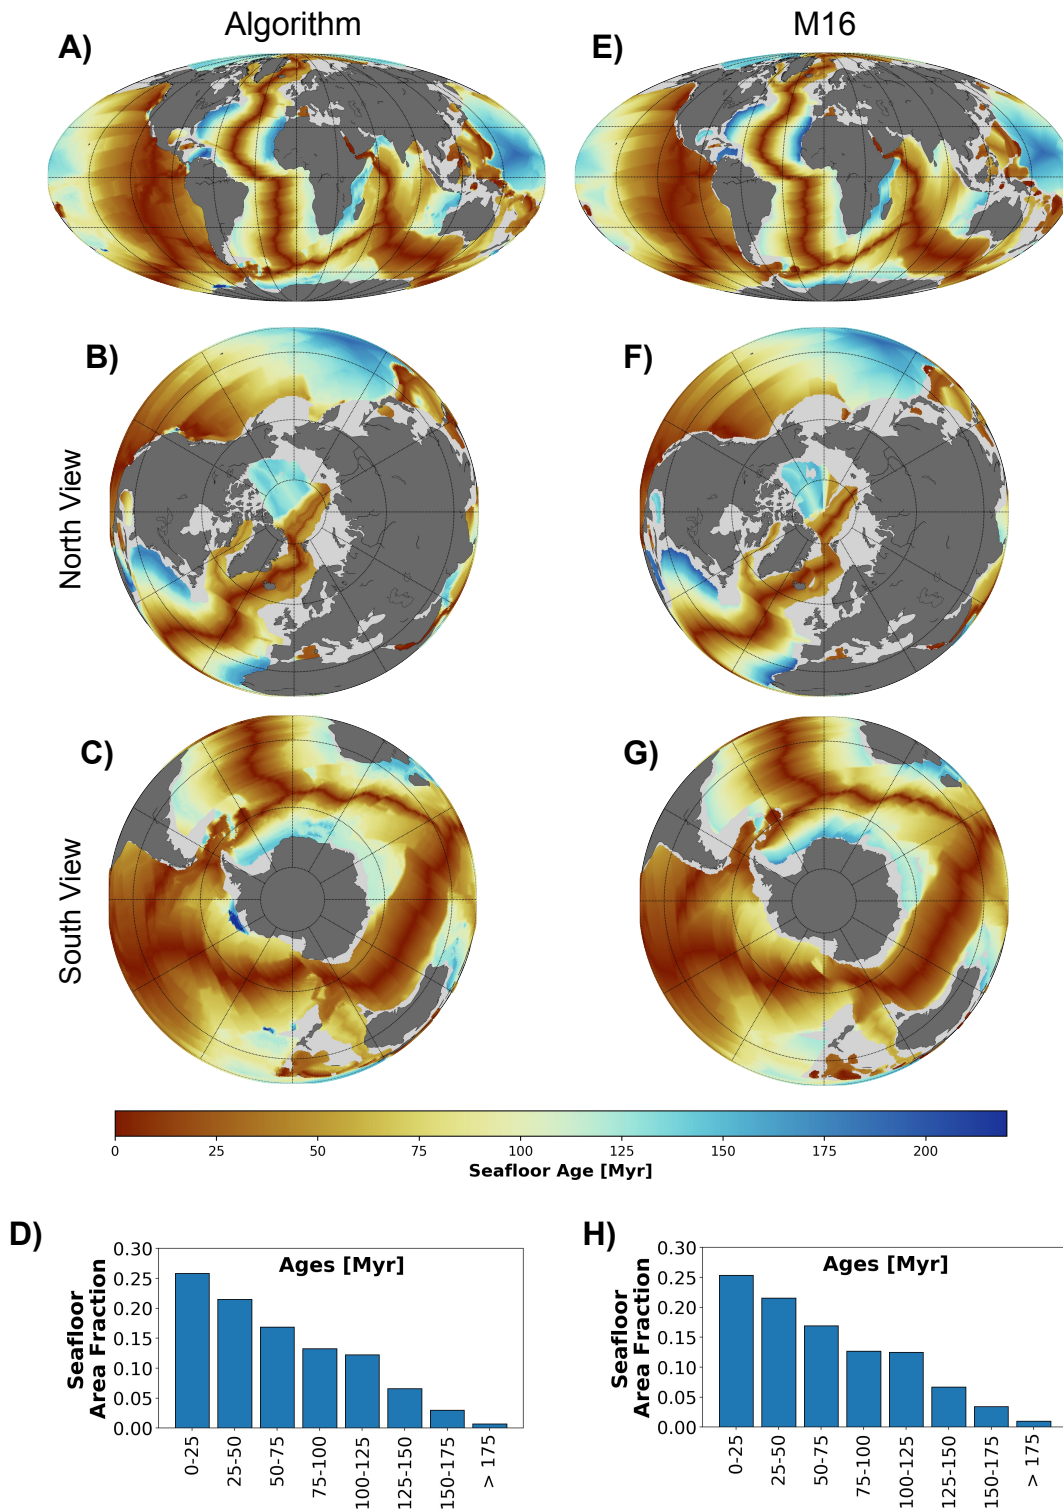 Algorithm
M16
A)
E)
B)
F)
North View
C)
G)
South View
0 25 50 75 100 125 150 175 200
Seafloor Age [Myr]
D)
H)
Ages [Myr]
Seafloor
Area Fraction
0.30
0.25
0.20
0.15
0.10
0.05
0.00
0-25
25-50
50-75
75-100
100-125
125-150
150-175
> 175
Ages [Myr]
Seafloor
Area Fraction
0.30
0.25
0.20
0.15
0.10
0.05
0.00
0-25
25-50
50-75
75-100
100-125
125-150
150-175
> 175